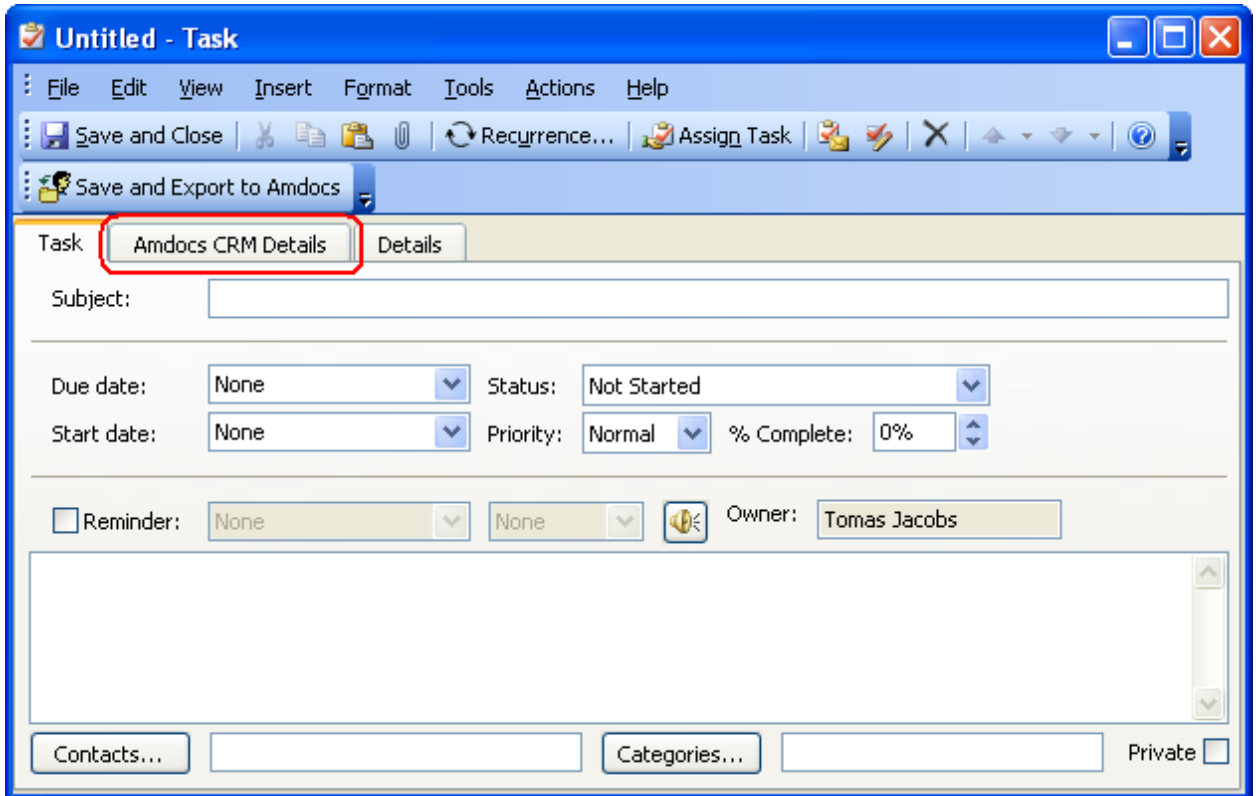 Untitled - Task
File Edit View Insert Format Tools Actions Help
Save and Close Recurrence... Assign Task
Save and Export to Amdocs
Task Amdocs CRM Details Details
Subject:
Due date: None Status: Not Started
Start date: None Priority: Normal % Complete: 0%
Reminder: None None Owner: Tomas Jacobs
Contacts... Categories... Private